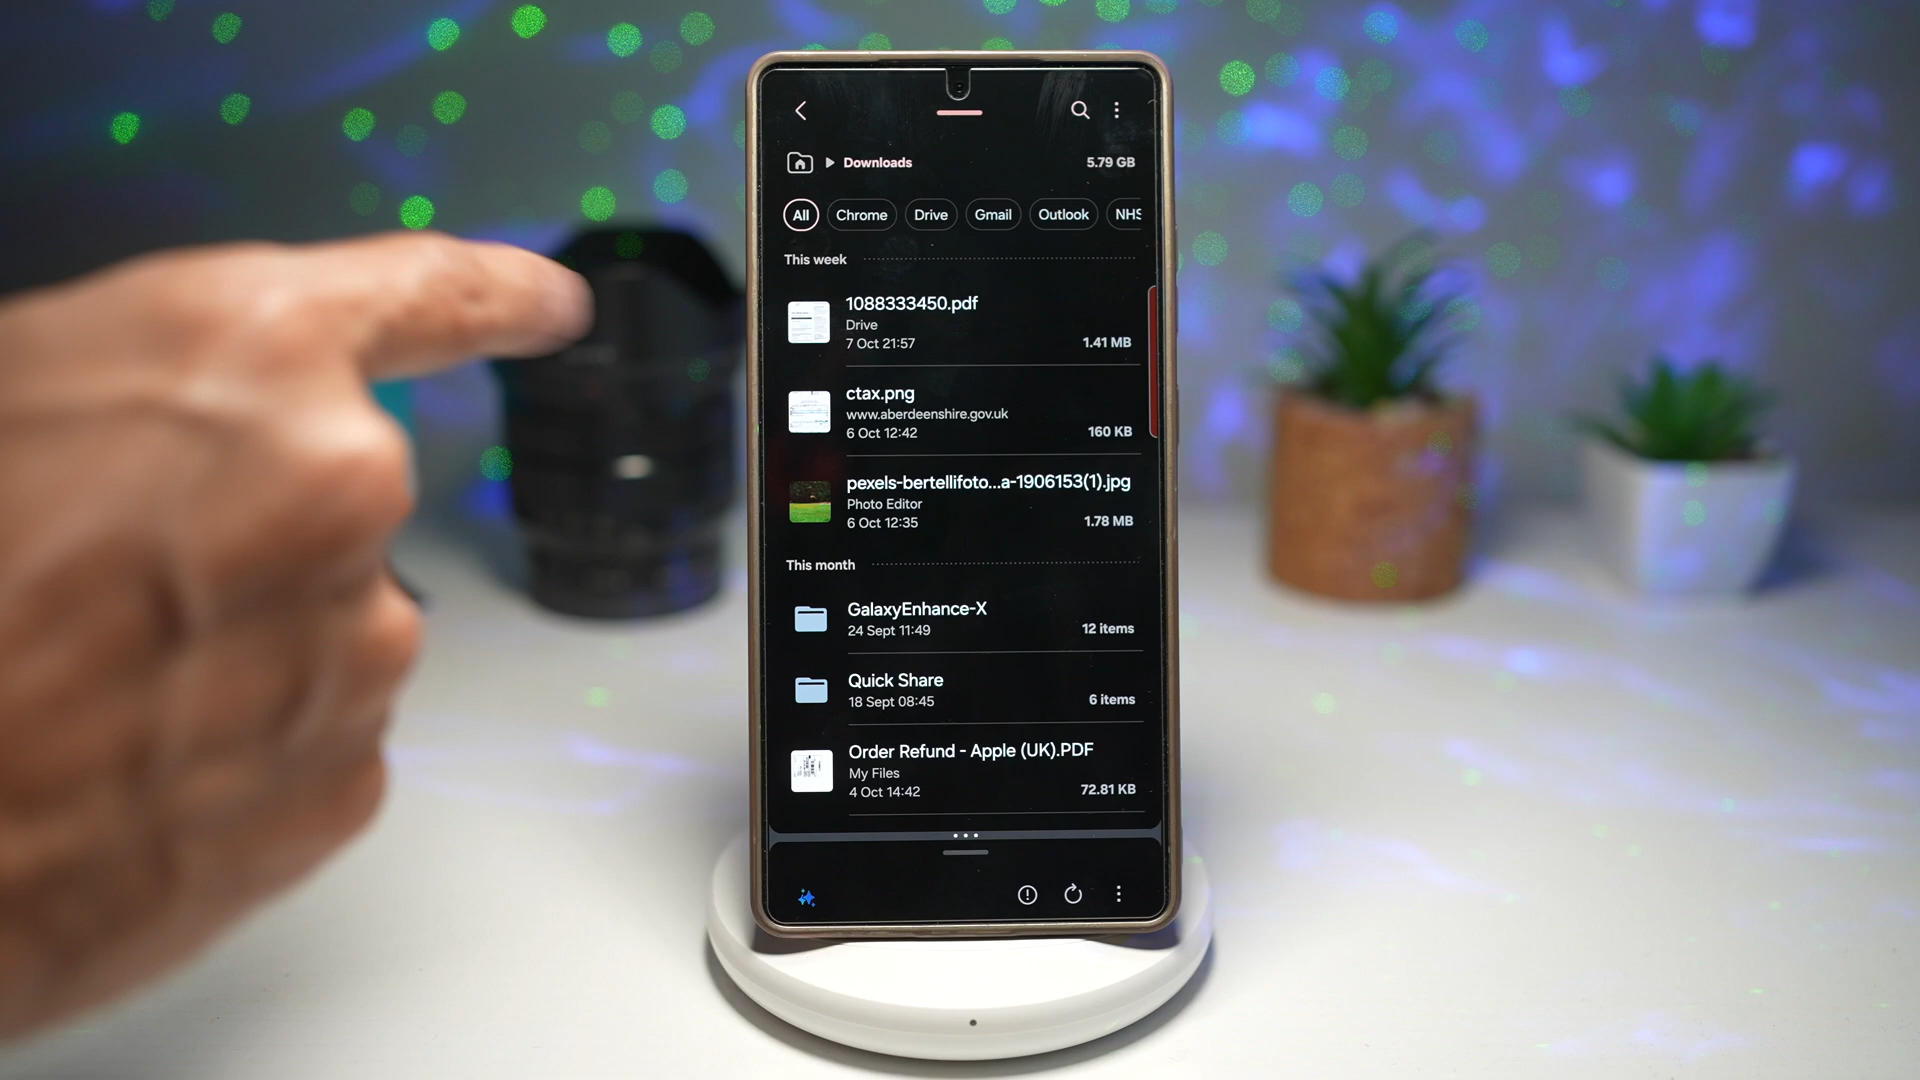 Downloads 5.79 GB
All Chrome Drive Gmail Outlook NHS
This week
1088333450.pdf
Drive
7 Oct 21:57 1.41 MB
ctax.png
www.aberdeenshire.gov.uk
6 Oct 12:42 160 KB
pexels-bertellifoto...a-1906153(1).jpg
Photo Editor
6 Oct 12:35 1.78 MB
This month
GalaxyEnhance-X
24 Sept 11:49 12 items
Quick Share
18 Sept 08:45 6 items
Order Refund - Apple (UK).PDF
My Files
4 Oct 14:42 72.81 KB